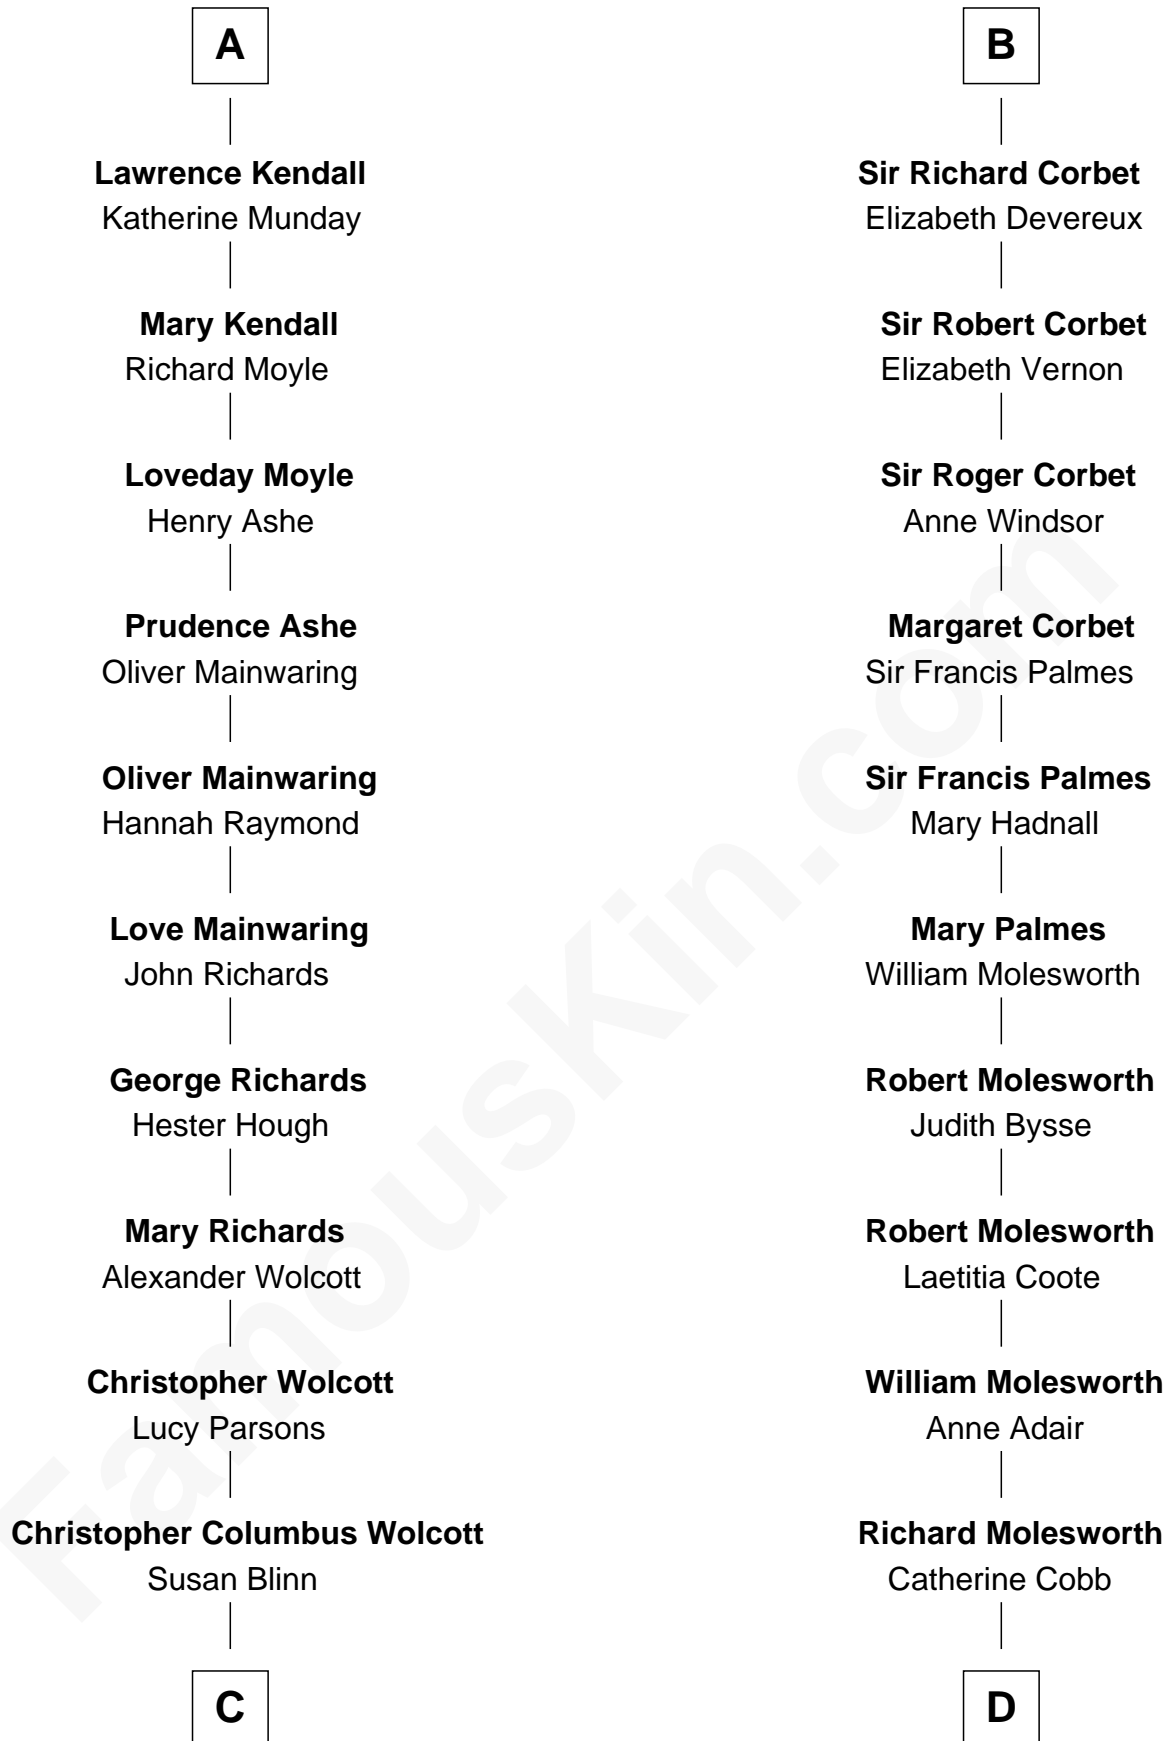 A
Lawrence Kendall
Katherine Munday
Mary Kendall
Richard Moyle
Loveday Moyle
Henry Ashe
Prudence Ashe
Oliver Mainwaring
Oliver Mainwaring
Hannah Raymond
Love Mainwaring
John Richards
George Richards
Hester Hough
Mary Richards
Alexander Wolcott
Christopher Wolcott
Lucy Parsons
Christopher Columbus Wolcott
Susan Blinn
C
B
Sir Richard Corbet
Elizabeth Devereux
Sir Robert Corbet
Elizabeth Vernon
Sir Roger Corbet
Anne Windsor
Margaret Corbet
Sir Francis Palmes
Sir Francis Palmes
Mary Hadnall
Mary Palmes
William Molesworth
Robert Molesworth
Judith Bysse
Robert Molesworth
Laetitia Coote
William Molesworth
Anne Adair
Richard Molesworth
Catherine Cobb
D
FamousKin.com